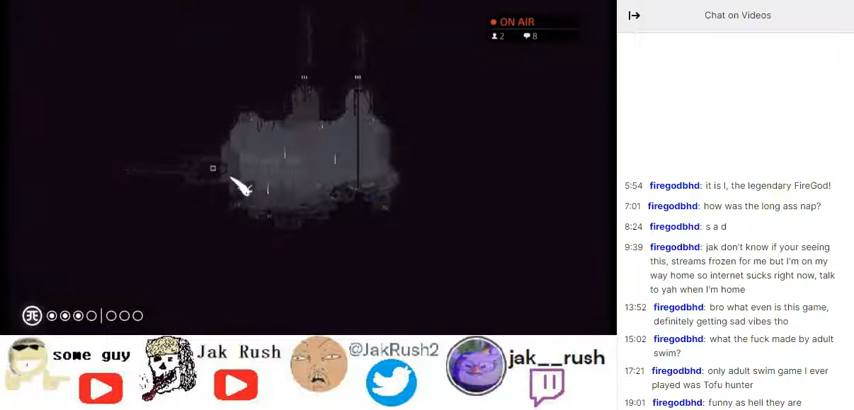 ON AIR
2 8
Chat on Videos
5:54 firegodbhd: it is I, the legendary FireGod!
7:01 firegodbhd: how was the long ass nap?
8:24 firegodbhd: s a d
9:39 firegodbhd: jak don't know if your seeing
this, streams frozen for me but I'm on my
way home so internet sucks right now, talk
to yah when I'm home
13:52 firegodbhd: bro what even is this game,
definitely getting sad vibes tho
15:02 firegodbhd: what the fuck made by adult
swim?
17:21 firegodbhd: only adult swim game I ever
played was Tofu hunter
19:01 firegodbhd: funny as hell they are
some guy
Jak Rush
@JakRush2
jak__rush